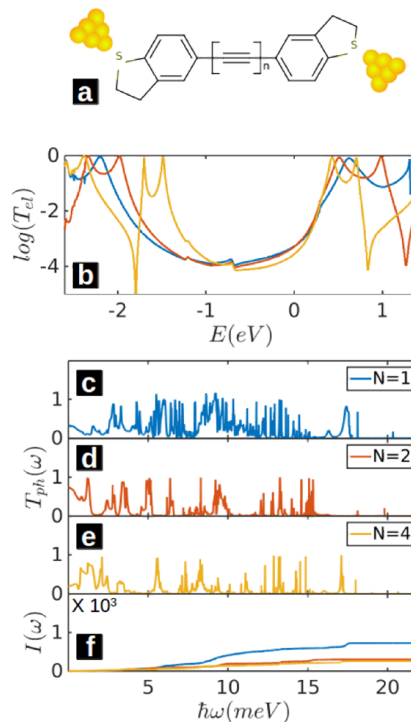 S
S
n
a
0
-2
-4
log(T_el)
b
-2
-1
0
1
E(eV)
c
N=1
1
0
d
N=2
1
0
T_ph(ω)
e
N=4
1
0
X 10³
1
0
I(ω)
f
5
10
15
20
ħω(meV)